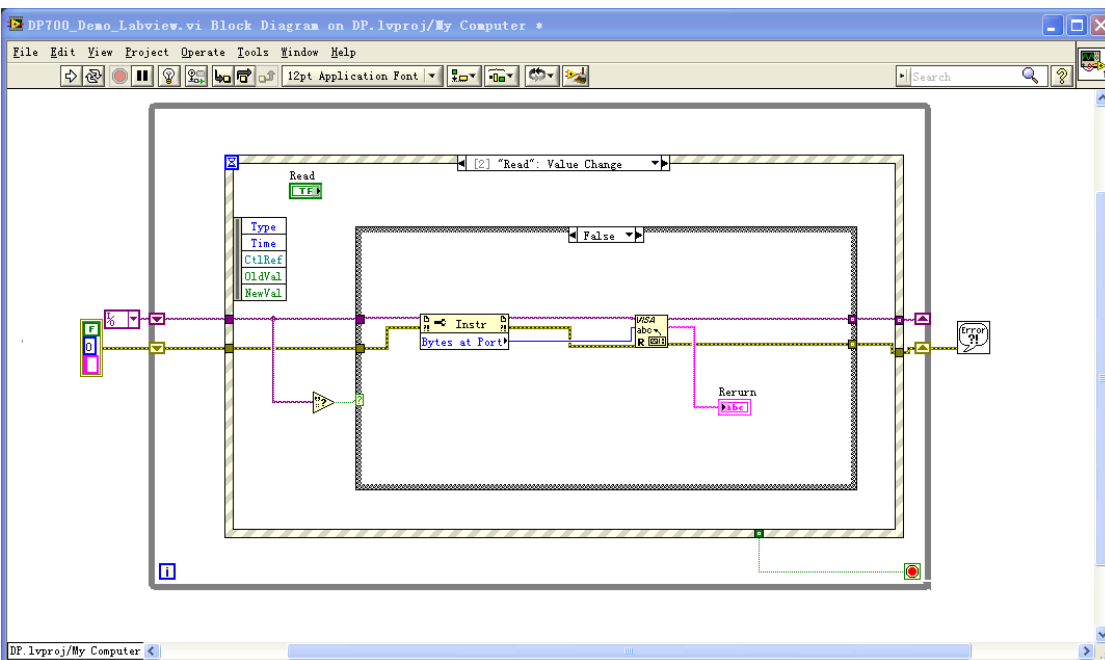 DP700_Demo_Labview.vi Block Diagram on DP.lvproj/My Computer *
File Edit View Project Operate Tools Window Help
12pt Application Font
Search
[2] "Read": Value Change
Read
TF
Type
Time
CtlRef
OldVal
NewVal
False
I/O
F
0
Instr
Bytes at Port
VISA
abc
R
Error
?!
?
Rerurn
abc
i
DP.lvproj/My Computer